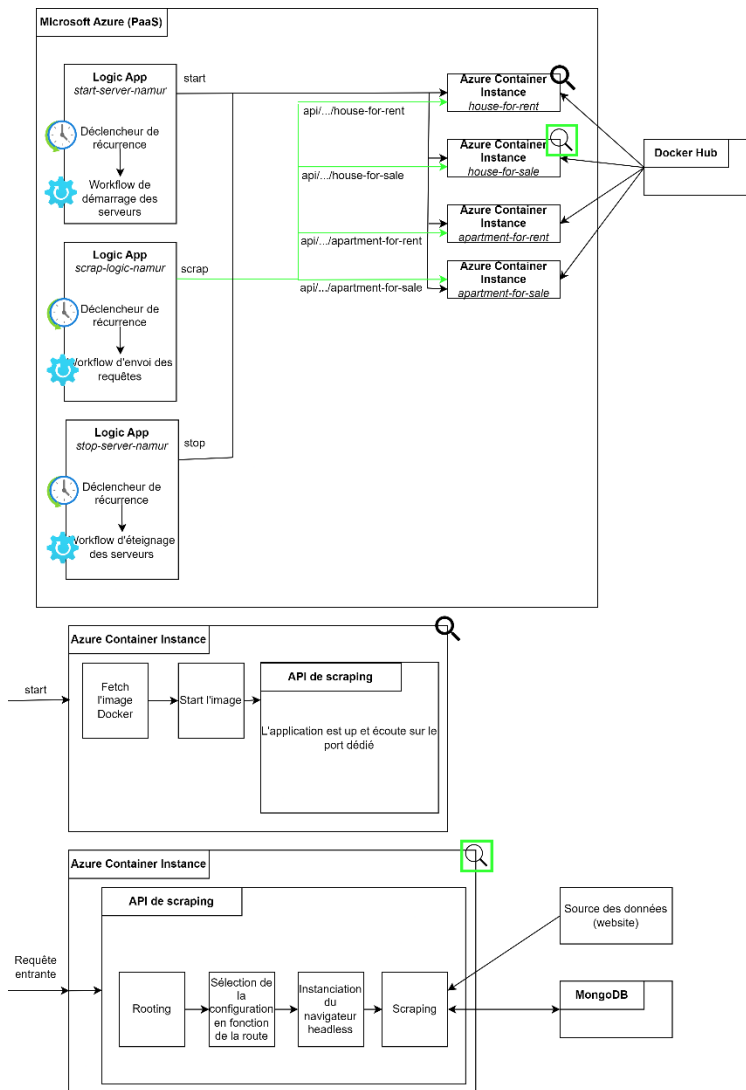 Microsoft Azure (PaaS)
Logic App
start-server-namur
start
Déclencheur de
récurrence
Workflow de
démarrage des
serveurs
Logic App
scrap-logic-namur
scrap
Déclencheur de
récurrence
Workflow d'envoi des
requêtes
Logic App
stop-server-namur
stop
Déclencheur de
récurrence
Workflow d'éteignage
des serveurs
api/.../house-for-rent
api/.../house-for-sale
api/.../apartment-for-rent
api/.../apartment-for-sale
Azure Container
Instance
house-for-rent
Azure Container
Instance
house-for-sale
Azure Container
Instance
apartment-for-rent
Azure Container
Instance
apartment-for-sale
Docker Hub
Azure Container Instance
start
Fetch
l'image
Docker
Start l'image
API de scraping
L'application est up et écoute sur le
port dédié
Azure Container Instance
API de scraping
Requête
entrante
Rooting
Sélection de
la
configuration
en fonction
de la route
Instanciation
du
navigateur
headless
Scraping
Source des données
(website)
MongoDB